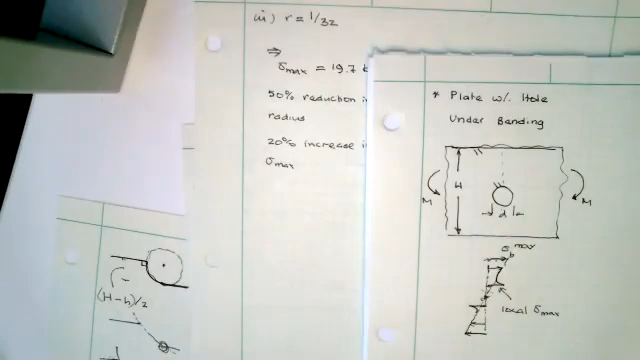 iii) r = 1/32
⇒
σmax = 19.7
50% reduction
radius
20% increase
σmax
* Plate w/. Hole
Under Bending
H
M
M
d
σb max
local σmax
(H-h)/2